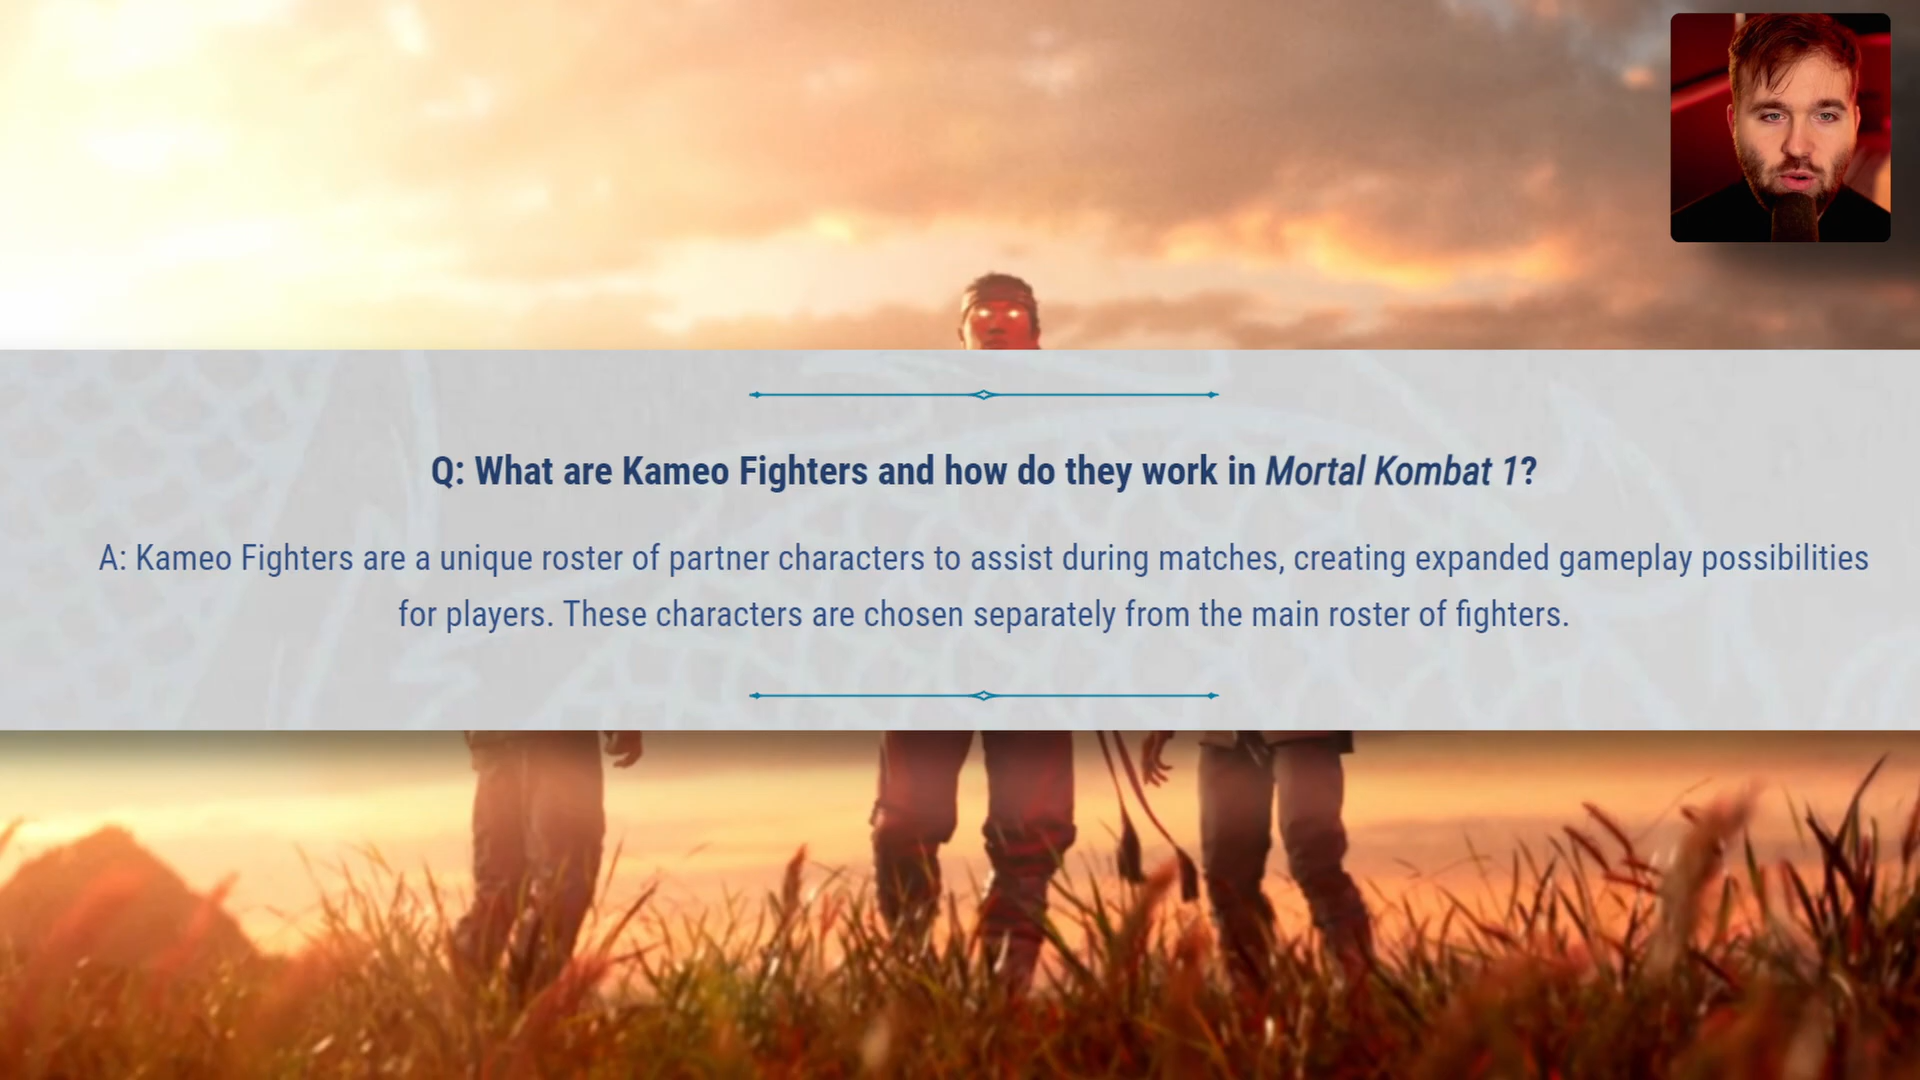 Q: What are Kameo Fighters and how do they work in Mortal Kombat 1?
A: Kameo Fighters are a unique roster of partner characters to assist during matches, creating expanded gameplay possibilities
for players. These characters are chosen separately from the main roster of fighters.